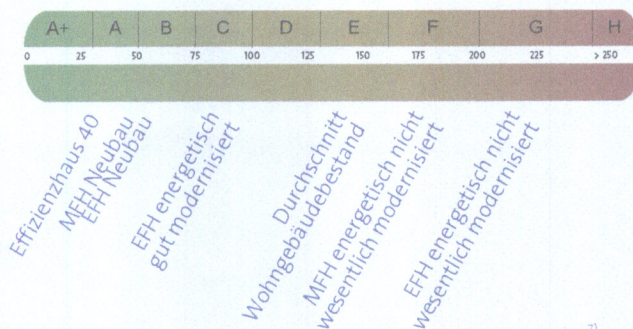 A+ A B C D E F G H
0 25 50 75 100 125 150 175 200 225 >250
Effizienzhaus 40
MFH Neubau
EFH Neubau
EFH energetisch
gut modernisiert
Durchschnitt
Wohngebäudebestand
MFH energetisch nicht
wesentlich modernisiert
EFH energetisch nicht
wesentlich modernisiert